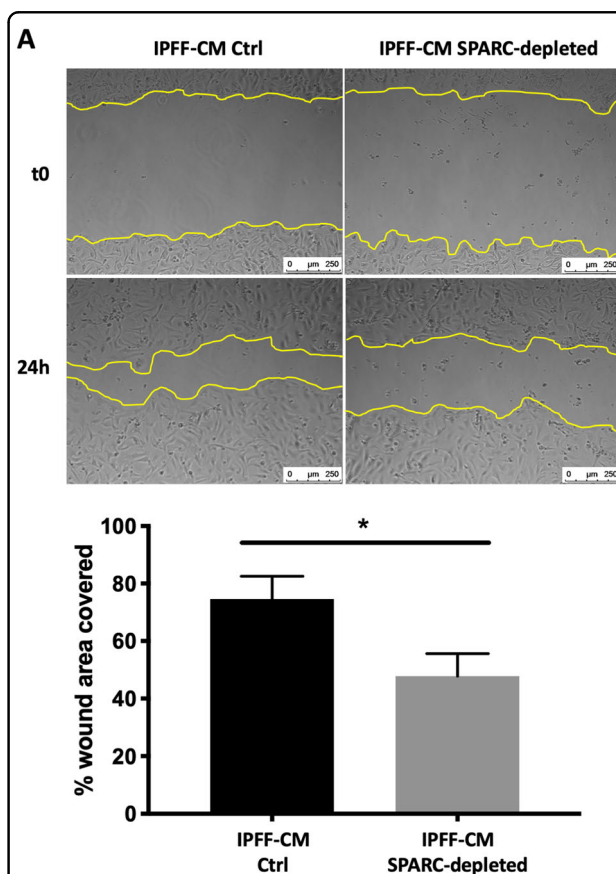 A
IPFF-CM Ctrl IPFF-CM SPARC-depleted
t0
0 µm 250
0 µm 250
24h
0 µm 250
0 µm 250
100
80
60
40
20
0
% wound area covered
*
IPFF-CM
Ctrl
IPFF-CM
SPARC-depleted